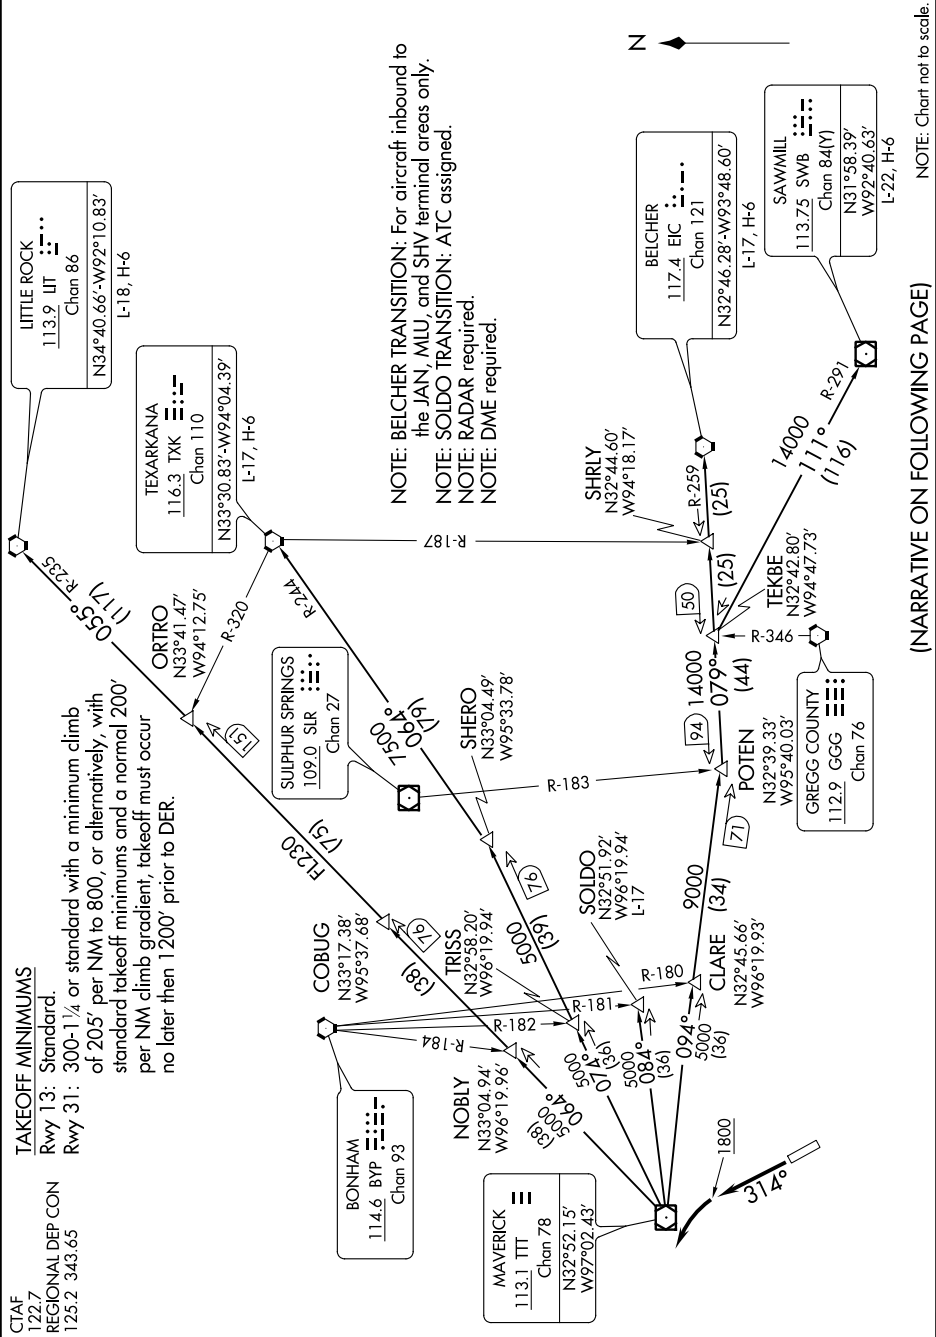 CTAF
122.7
REGIONAL DEP CON
125.2 343.65
TAKEOFF MINIMUMS
Rwy 13: Standard.
Rwy 31: 300-1¼ or standard with a minimum climb
of 205' per NM to 800, or alternatively, with
standard takeoff minimums and a normal 200'
per NM climb gradient, takeoff must occur
no later then 1200' prior to DER.
LITTLE ROCK
113.9 LIT
Chan 86
N34°40.66'-W92°10.83'
L-18, H-6
TEXARKANA
116.3 TXK
Chan 110
N33°30.83'-W94°04.39'
L-17, H-6
R-235
055°
(117)
ORTRO
N33°41.47'
W94°12.75'
R-320
R-244
R-187
151
FL230
(75)
SULPHUR SPRINGS
109.0 SLR
Chan 27
7500
064°
(79)
NOTE: BELCHER TRANSITION: For aircraft inbound to
the JAN, MLU, and SHV terminal areas only.
NOTE: SOLDO TRANSITION: ATC assigned.
NOTE: RADAR required.
NOTE: DME required.
N
COBUG
N33°17.38'
W95°37.68'
76
(38)
SHERO
N33°04.49'
W95°33.78'
76
5000
(39)
R-183
BONHAM
114.6 BYP
Chan 93
R-184
R-182
R-181
R-180
TRISS
N32°58.20'
W96°19.94'
NOBLY
N33°04.94'
W96°19.96'
SOLDO
N32°51.92'
W96°19.94'
L-17
SHRLY
N32°44.60'
W94°18.17'
R-259
(25)
BELCHER
117.4 EIC
Chan 121
N32°46.28'-W93°48.60'
L-17, H-6
SAWMILL
113.75 SWB
Chan 84(Y)
N31°58.39'
W92°40.63'
L-22, H-6
R-291
14000
111°
(116)
50
(25)
TEKBE
N32°42.80'
W94°47.73'
R-346
14000
079°
(44)
94
POTEN
N32°39.33'
W95°40.03'
GREGG COUNTY
112.9 GGG
Chan 76
71
9000
(34)
CLARE
N32°45.66'
W96°19.93'
064°
5000
(38)
5000
074°
(36)
5000
084°
(36)
094°
5000
(36)
MAVERICK
113.1 TTT
Chan 78
N32°52.15'
W97°02.43'
1800
314°
(NARRATIVE ON FOLLOWING PAGE)
NOTE: Chart not to scale.